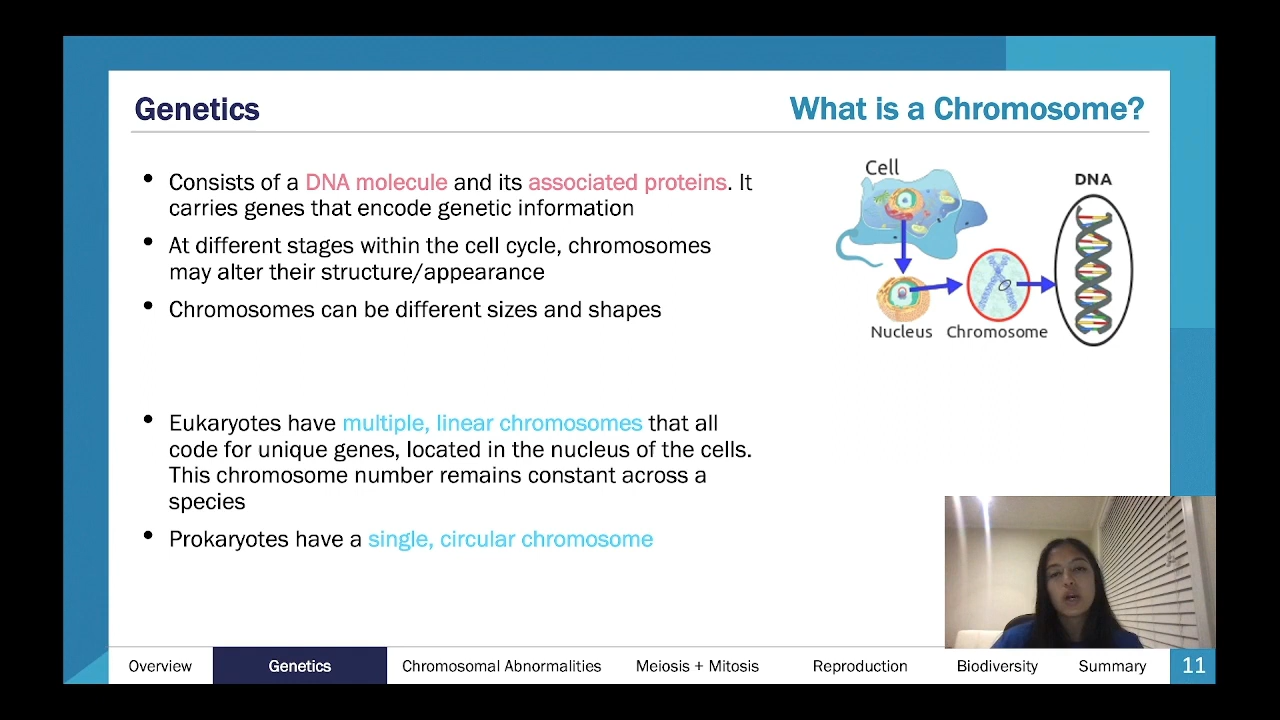 Genetics
What is a Chromosome?
• Consists of a DNA molecule and its associated proteins. It
carries genes that encode genetic information
• At different stages within the cell cycle, chromosomes
may alter their structure/appearance
• Chromosomes can be different sizes and shapes
Cell
DNA
Nucleus
Chromosome
• Eukaryotes have multiple, linear chromosomes that all
code for unique genes, located in the nucleus of the cells.
This chromosome number remains constant across a
species
• Prokaryotes have a single, circular chromosome
Overview
Genetics
Chromosomal Abnormalities
Meiosis + Mitosis
Reproduction
Biodiversity
Summary
11